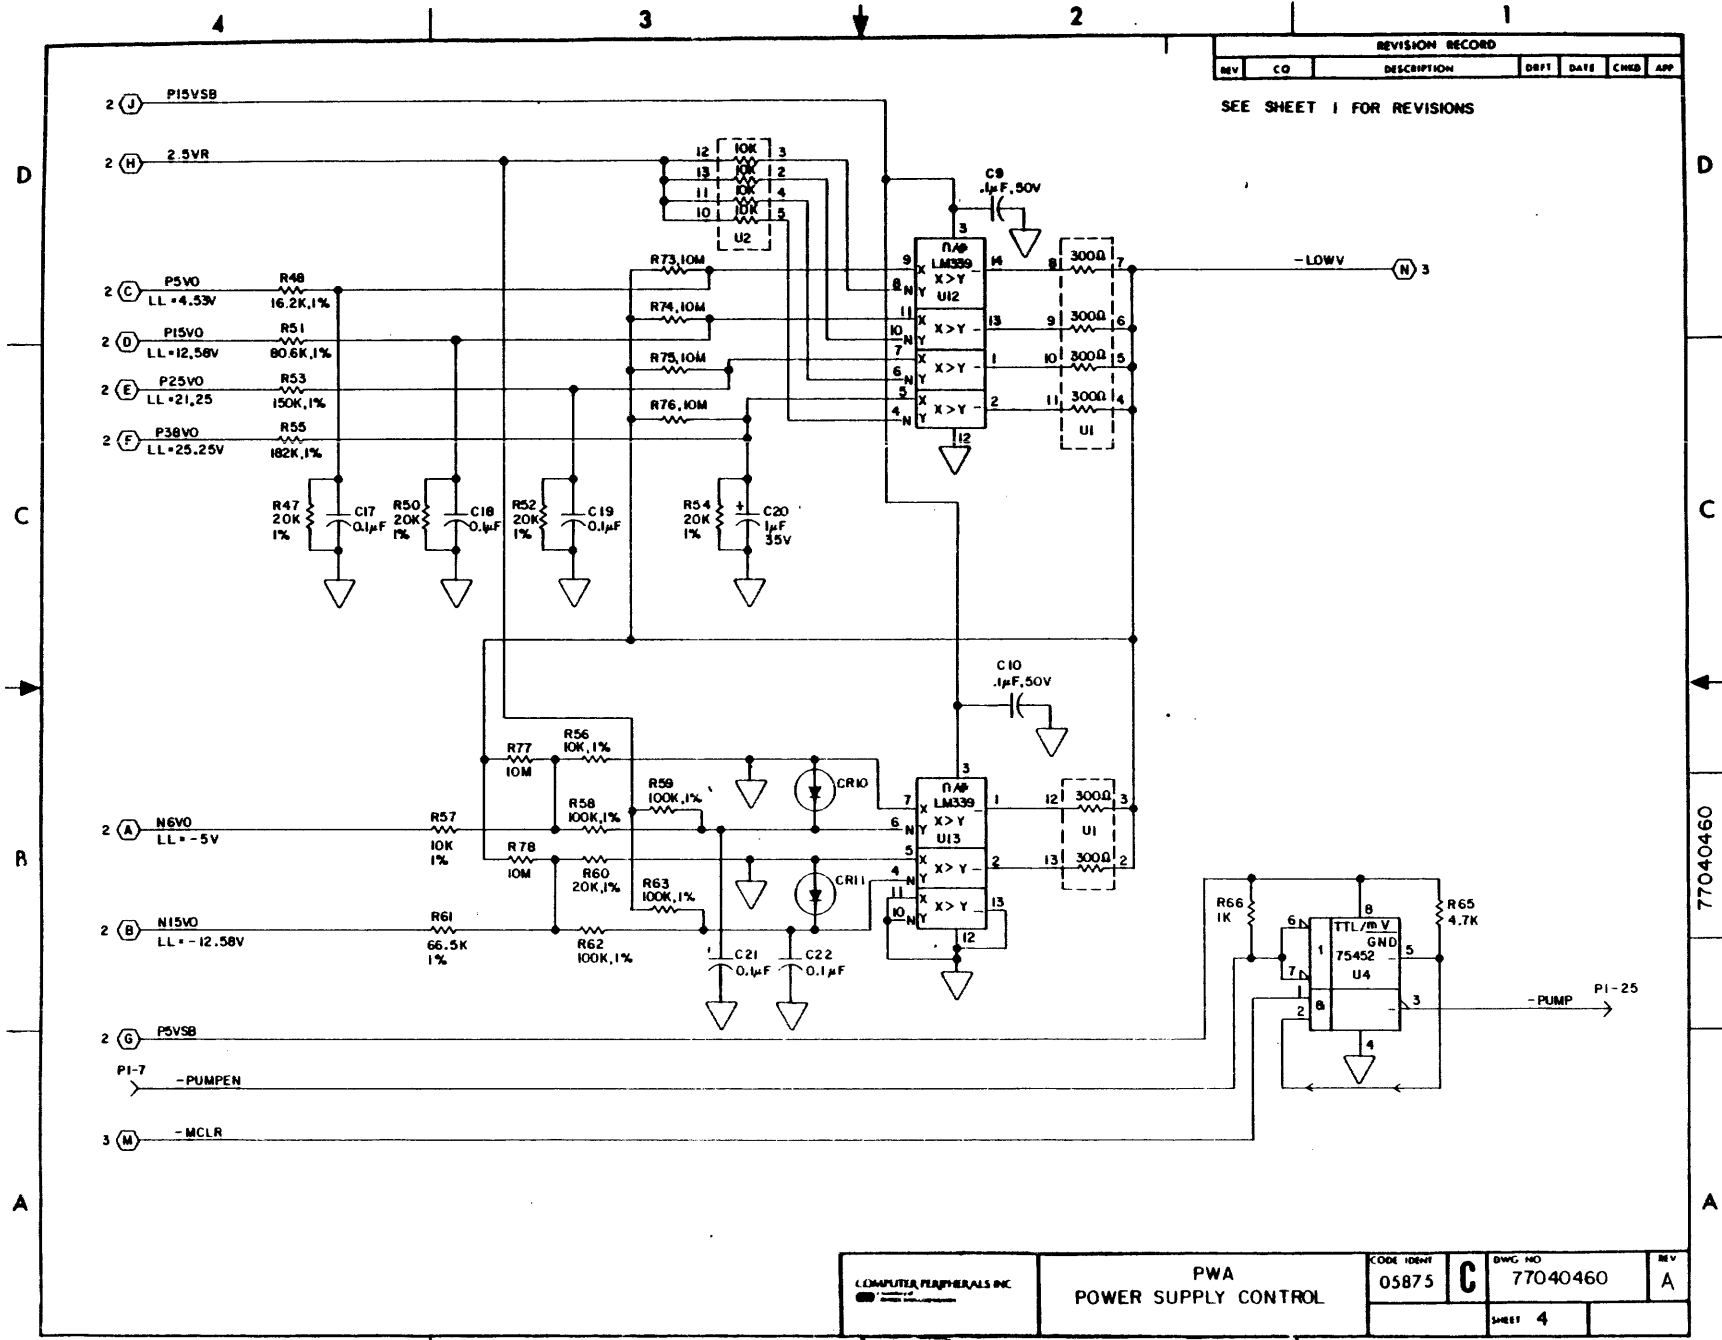 4 3 2 1
REVISION RECORD
REV CO DESCRIPTION DRFT DATE CHKD APP
SEE SHEET 1 FOR REVISIONS
D D
C C
B
A A
2 J P15VSB
2 H 2.5VR
12 10K 3
13 10K 2
11 10K 4
10 10K 5
U2
C9
.1µF,50V
3
LM339
X>Y
U12
9 X 14
8 N Y
11 X X>Y 13
10 N Y
7 X X>Y 1
6 N Y
5 X X>Y 2
4 N Y
12
8 300Ω 7
9 300Ω 6
10 300Ω 5
11 300Ω 4
U1
-LOWV N 3
R73,10M
R74,10M
R75,10M
R76,10M
2 C P5VO
LL=4.53V
R48
16.2K,1%
2 D P15VO
LL=12,58V
R51
80.6K,1%
2 E P25VO
LL=21,25
R53
150K,1%
2 F P38VO
LL=25.25V
R55
182K,1%
R47
20K
1%
C17
0.1µF
R50
20K
1%
C18
0.1µF
R52
20K
1%
C19
0.1µF
R54
20K
1%
+ C20
1µF
35V
C10
.1µF,50V
R77
10M
R56
10K,1%
CR10
R59
100K,1%
R58
100K,1%
2 A N6VO
LL=-5V
R57
10K
1%
R78
10M
R60
20K,1%
CR11
R63
100K,1%
2 B N15VO
LL=-12.58V
R61
66.5K
1%
R62
100K,1%
C21
0.1µF
C22
0.1µF
3
LM339
X>Y
U13
7 X 1
6 N Y
5 X X>Y 2
4 N Y
11 X X>Y 13
10 N Y
12
12 300Ω 3
U1
13 300Ω 2
R66
1K
R65
4.7K
8
TTL/mV
GND
75452
U4
6 1 5
7
1 & 3
2
4
-PUMP P1-25
2 G P5VSB
P1-7
-PUMPEN
3 M -MCLR
77040460
COMPUTER PERIPHERALS INC
PWA
POWER SUPPLY CONTROL
CODE IDENT
05875
C
DWG NO
77040460
REV
A
SHEET 4